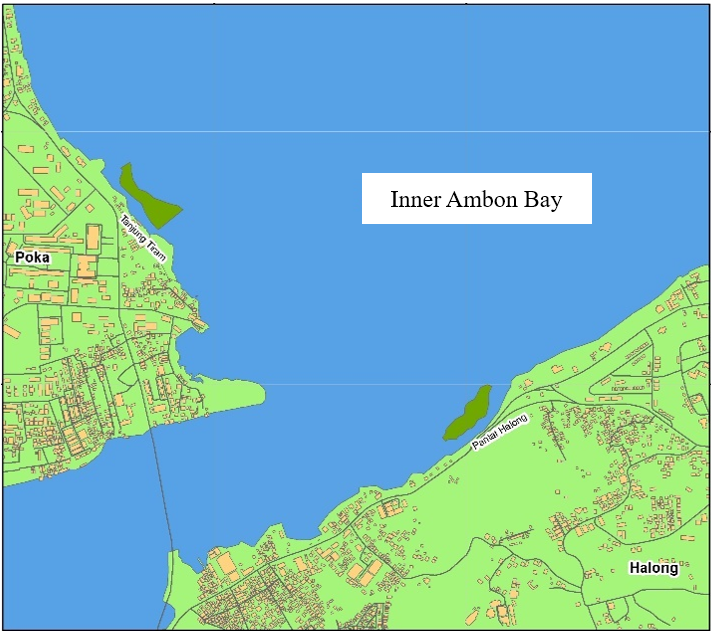 Inner Ambon Bay
Tanjung Tiram
Poka
Pantai Halong
Halong